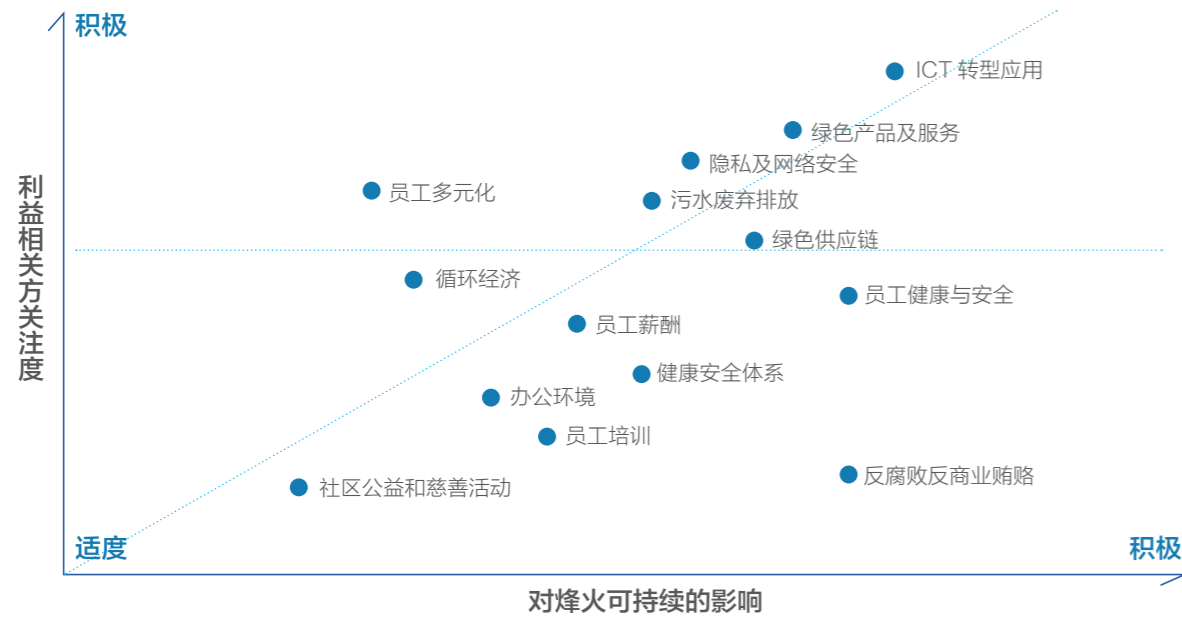 积极
ICT 转型应用
绿色产品及服务
隐私及网络安全
员工多元化
污水废弃排放
绿色供应链
循环经济
员工健康与安全
员工薪酬
健康安全体系
办公环境
员工培训
反腐败反商业贿赂
社区公益和慈善活动
利益相关方关注度
适度
积极
对烽火可持续的影响